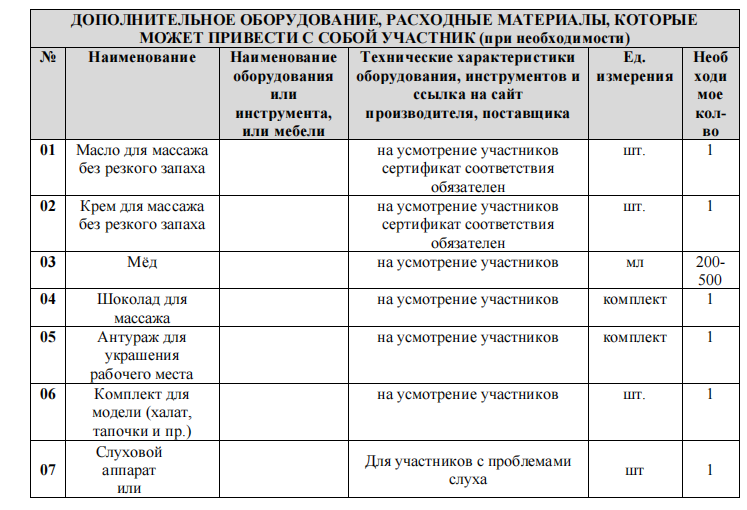 ДОПОЛНИТЕЛЬНОЕ ОБОРУДОВАНИЕ, РАСХОДНЫЕ МАТЕРИАЛЫ, КОТОРЫЕ
МОЖЕТ ПРИВЕСТИ С СОБОЙ УЧАСТНИК (при необходимости)
№
Наименование
Наименование
оборудования
или
инструмента,
или мебели
Технические характеристики
оборудования, инструментов и
ссылка на сайт
производителя, поставщика
Ед.
измерения
Необ
ходи
мое
кол-
во
01
Масло для массажа
без резкого запаха
на усмотрение участников
сертификат соответствия
обязателен
шт.
1
02
Крем для массажа
без резкого запаха
на усмотрение участников
сертификат соответствия
обязателен
шт.
1
03
Мёд
на усмотрение участников
мл
200-
500
04
Шоколад для
массажа
на усмотрение участников
комплект
1
05
Антураж для
украшения
рабочего места
на усмотрение участников
комплект
1
06
Комплект для
модели (халат,
тапочки и пр.)
на усмотрение участников
шт.
1
07
Слуховой
аппарат
или
Для участников с проблемами
слуха
шт
1